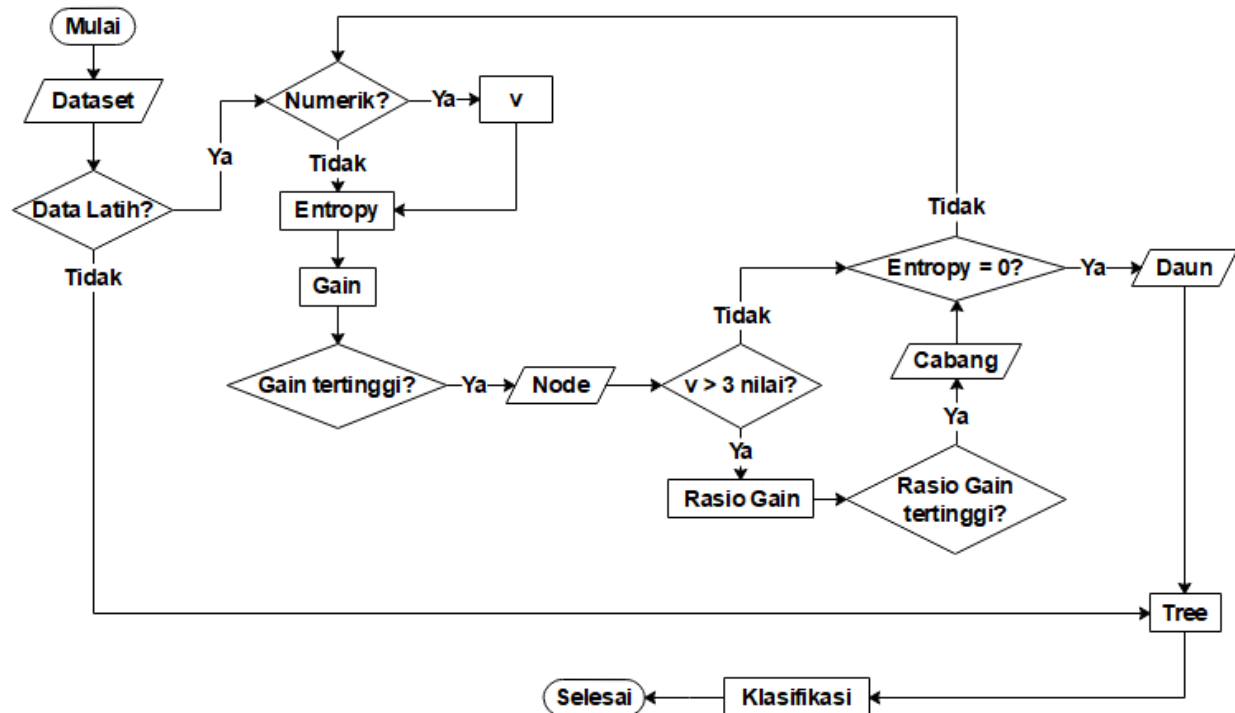 Mulai
Dataset
Data Latih?
Ya
Tidak
Numerik?
Ya
v
Tidak
Entropy
Gain
Gain tertinggi?
Ya
Node
v > 3 nilai?
Tidak
Ya
Rasio Gain
Rasio Gain
tertinggi?
Ya
Cabang
Entropy = 0?
Tidak
Ya
Daun
Tree
Klasifikasi
Selesai